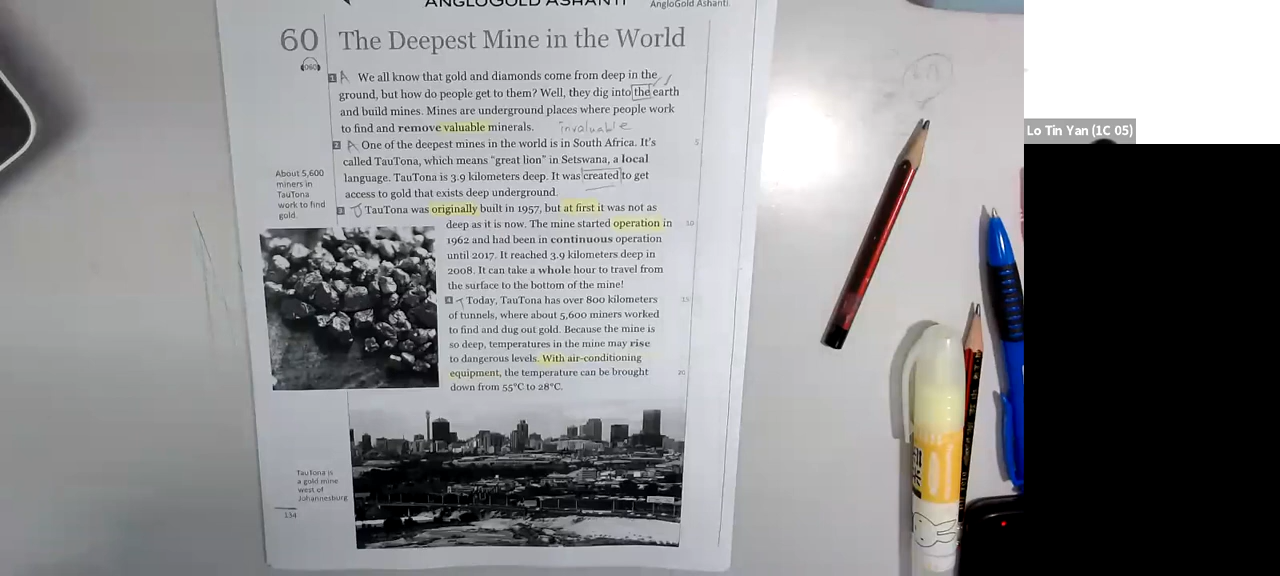 ANGLOGOLD ASHANTI
AngloGold Ashanti.
60 The Deepest Mine in the World
060
1 A We all know that gold and diamonds come from deep in the
ground, but how do people get to them? Well, they dig into the earth
and build mines. Mines are underground places where people work
to find and remove valuable minerals. invaluable
2 A One of the deepest mines in the world is in South Africa. It's
5
called TauTona, which means "great lion" in Setswana, a local
language. TauTona is 3.9 kilometers deep. It was created to get
access to gold that exists deep underground.
About 5,600
miners in
TauTona
work to find
gold.
3 TauTona was originally built in 1957, but at first it was not as
deep as it is now. The mine started operation in
10
1962 and had been in continuous operation
until 2017. It reached 3.9 kilometers deep in
2008. It can take a whole hour to travel from
the surface to the bottom of the mine!
4 Today, TauTona has over 800 kilometers
15
of tunnels, where about 5,600 miners worked
to find and dug out gold. Because the mine is
so deep, temperatures in the mine may rise
to dangerous levels. With air-conditioning
equipment, the temperature can be brought
20
down from 55°C to 28°C.
TauTona is
a gold mine
west of
Johannesburg
134
Lo Tin Yan (1C 05)